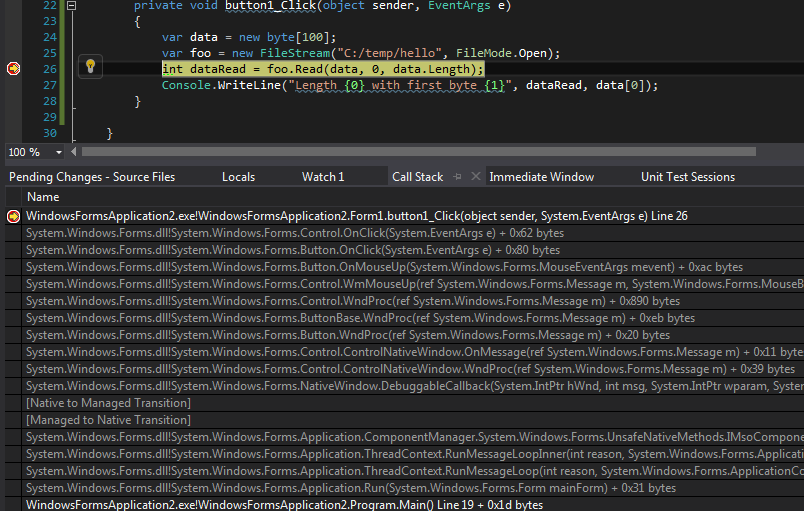 22 private void button1_Click(object sender, EventArgs e)
23 {
24 var data = new byte[100];
25 var foo = new FileStream("C:/temp/hello", FileMode.Open);
26 int dataRead = foo.Read(data, 0, data.Length);
27 Console.WriteLine("Length {0} with first byte {1}", dataRead, data[0]);
28 }
29
30 }
100 %
Pending Changes - Source Files Locals Watch 1 Call Stack Immediate Window Unit Test Sessions
Name
WindowsFormsApplication2.exe!WindowsFormsApplication2.Form1.button1_Click(object sender, System.EventArgs e) Line 26
System.Windows.Forms.dll!System.Windows.Forms.Control.OnClick(System.EventArgs e) + 0x62 bytes
System.Windows.Forms.dll!System.Windows.Forms.Button.OnClick(System.EventArgs e) + 0x80 bytes
System.Windows.Forms.dll!System.Windows.Forms.Button.OnMouseUp(System.Windows.Forms.MouseEventArgs mevent) + 0xac bytes
System.Windows.Forms.dll!System.Windows.Forms.Control.WmMouseUp(ref System.Windows.Forms.Message m, System.Windows.Forms.MouseB
System.Windows.Forms.dll!System.Windows.Forms.Control.WndProc(ref System.Windows.Forms.Message m) + 0x890 bytes
System.Windows.Forms.dll!System.Windows.Forms.ButtonBase.WndProc(ref System.Windows.Forms.Message m) + 0xeb bytes
System.Windows.Forms.dll!System.Windows.Forms.Button.WndProc(ref System.Windows.Forms.Message m) + 0x20 bytes
System.Windows.Forms.dll!System.Windows.Forms.Control.ControlNativeWindow.OnMessage(ref System.Windows.Forms.Message m) + 0x11 byte
System.Windows.Forms.dll!System.Windows.Forms.Control.ControlNativeWindow.WndProc(ref System.Windows.Forms.Message m) + 0x39 bytes
System.Windows.Forms.dll!System.Windows.Forms.NativeWindow.DebuggableCallback(System.IntPtr hWnd, int msg, System.IntPtr wparam, System
[Native to Managed Transition]
[Managed to Native Transition]
System.Windows.Forms.dll!System.Windows.Forms.Application.ComponentManager.System.Windows.Forms.UnsafeNativeMethods.IMsoCompone
System.Windows.Forms.dll!System.Windows.Forms.Application.ThreadContext.RunMessageLoopInner(int reason, System.Windows.Forms.Applicati
System.Windows.Forms.dll!System.Windows.Forms.Application.ThreadContext.RunMessageLoop(int reason, System.Windows.Forms.ApplicationCo
System.Windows.Forms.dll!System.Windows.Forms.Application.Run(System.Windows.Forms.Form mainForm) + 0x31 bytes
WindowsFormsApplication2.exe!WindowsFormsApplication2.Program.Main() Line 19 + 0x1d bytes